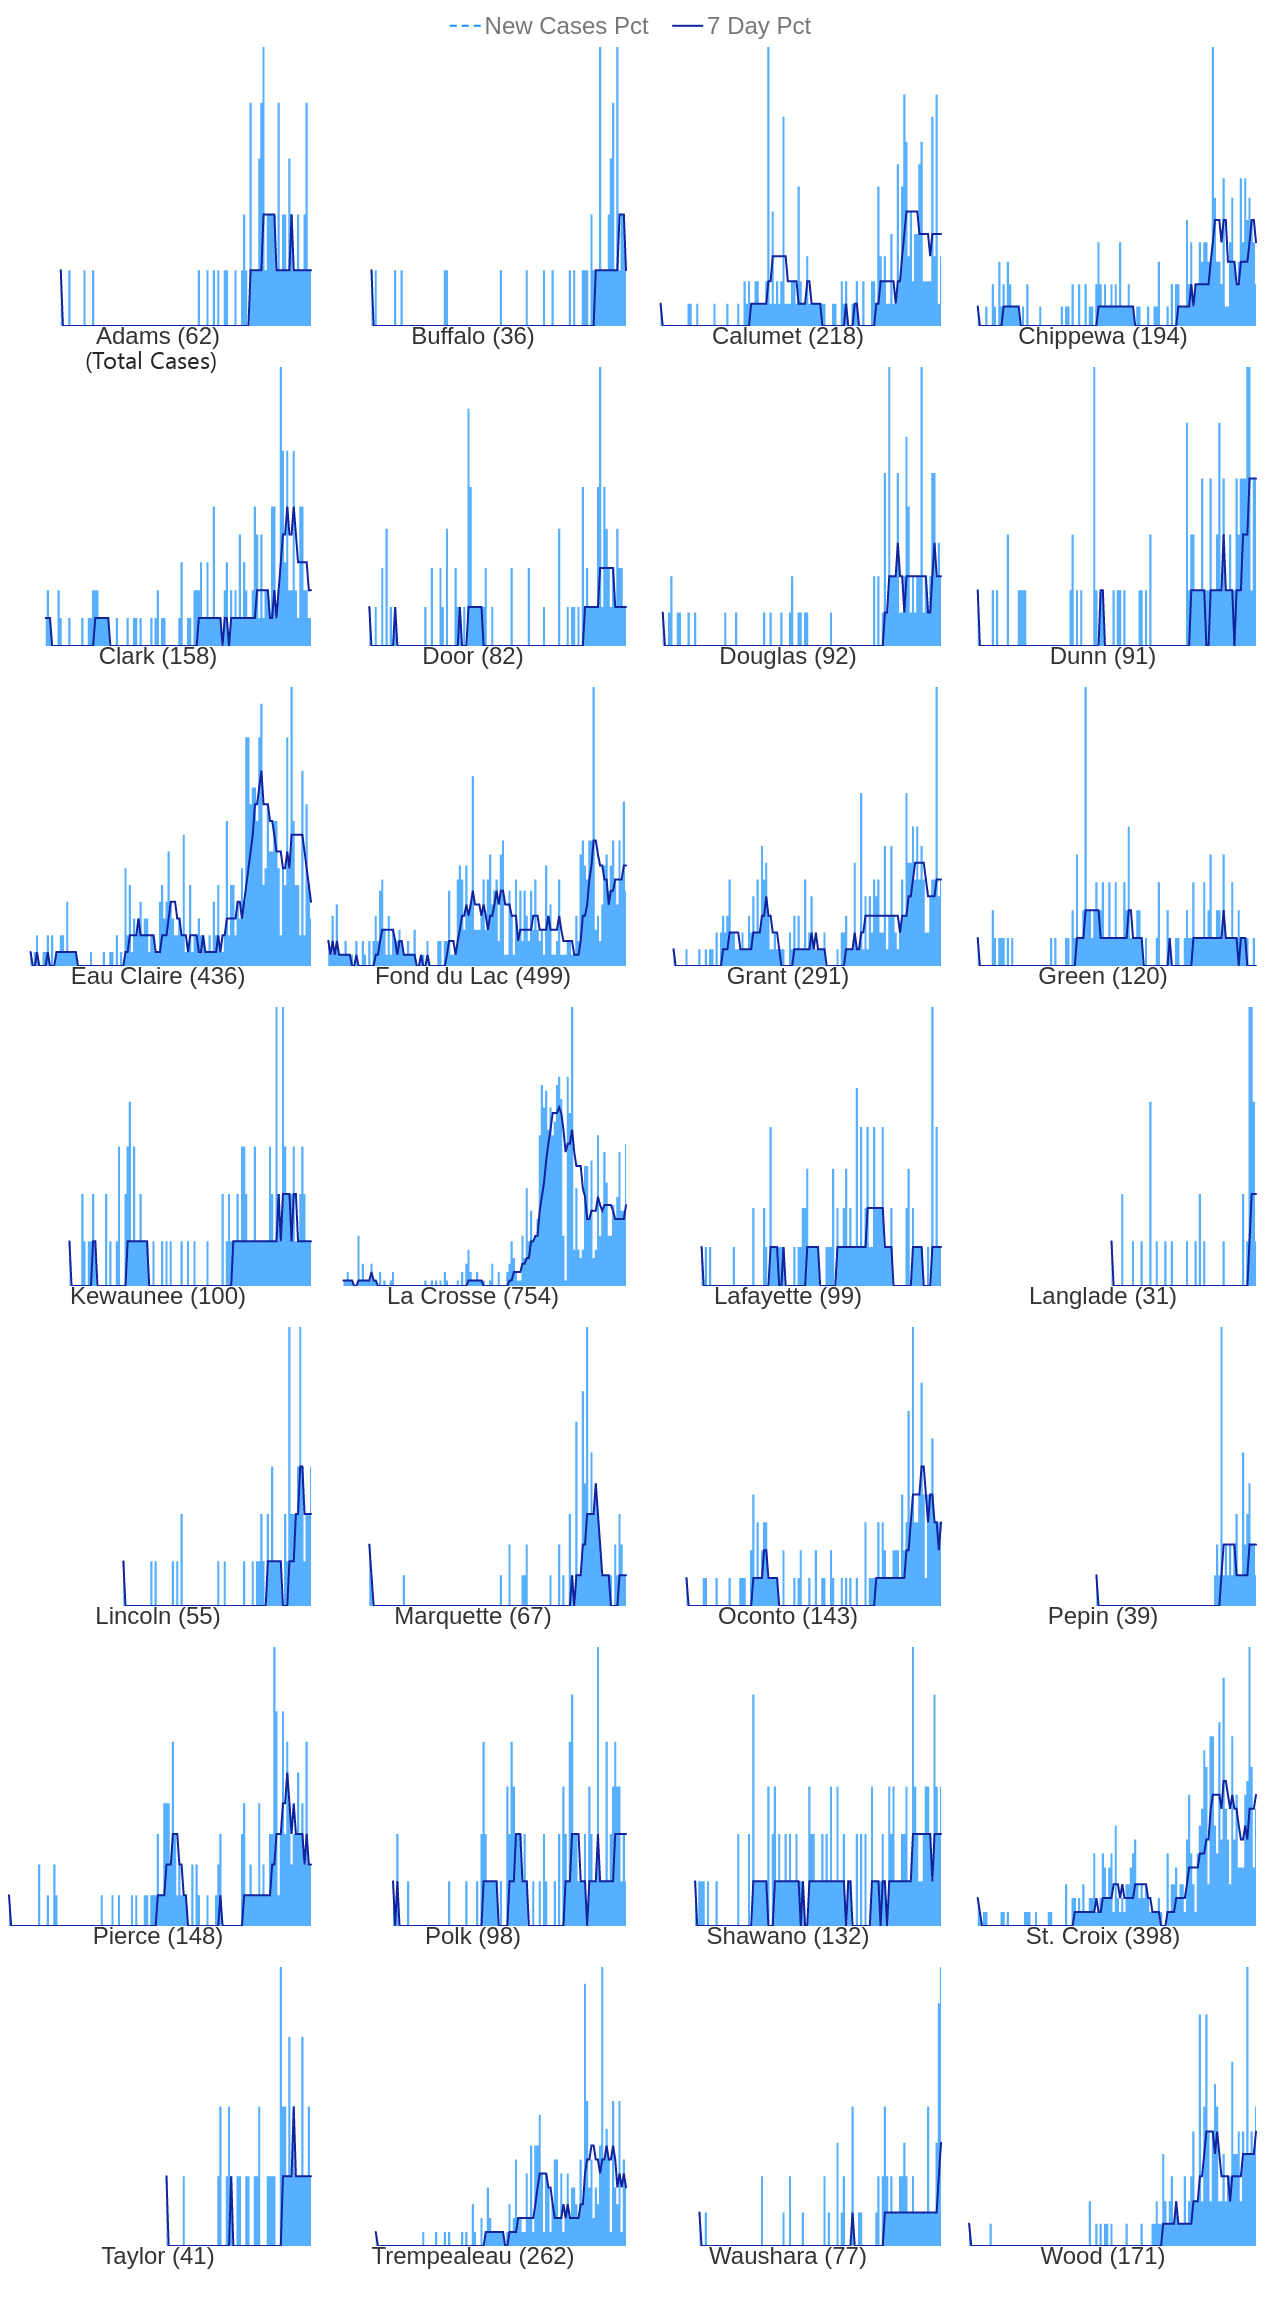 New Cases Pct 7 Day Pct
Adams (62) Buffalo (36) Calumet (218) Chippewa (194)
(Total Cases)
Clark (158) Door (82) Douglas (92) Dunn (91)
Eau Claire (436) Fond du Lac (499) Grant (291) Green (120)
Kewaunee (100) La Crosse (754) Lafayette (99) Langlade (31)
Lincoln (55) Marquette (67) Oconto (143) Pepin (39)
Pierce (148) Polk (98) Shawano (132) St. Croix (398)
Taylor (41) Trempealeau (262) Waushara (77) Wood (171)